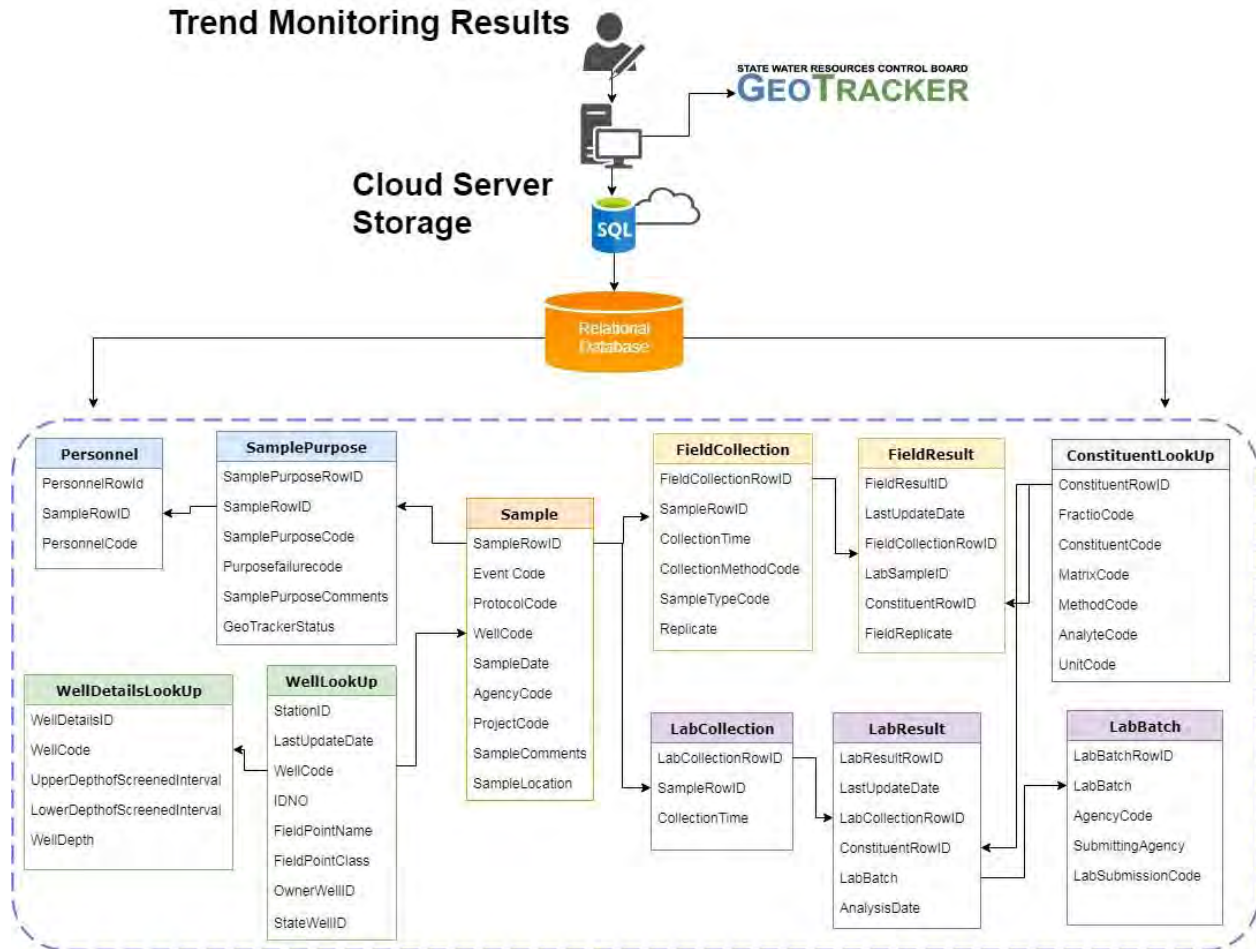 Trend Monitoring Results
STATE WATER RESOURCES CONTROL BOARD
GEOTRACKER
Cloud Server
Storage
SQL
Relational
Database
Personnel
PersonnelRowId
SampleRowID
PersonnelCode
SamplePurpose
SamplePurposeRowID
SampleRowID
SamplePurposeCode
Purposefailurecode
SamplePurposeComments
GeoTrackerStatus
Sample
SampleRowID
Event Code
ProtocolCode
WellCode
SampleDate
AgencyCode
ProjectCode
SampleComments
SampleLocation
FieldCollection
FieldCollectionRowID
SampleRowID
CollectionTime
CollectionMethodCode
SampleTypeCode
Replicate
FieldResult
FieldResultID
LastUpdateDate
FieldCollectionRowID
LabSampleID
ConstituentRowID
FieldReplicate
ConstituentLookUp
ConstituentRowID
FractioCode
ConstituentCode
MatrixCode
MethodCode
AnalyteCode
UnitCode
WellDetailsLookUp
WellDetailsID
WellCode
UpperDepthofScreenedInterval
LowerDepthofScreenedInterval
WellDepth
WellLookUp
StationID
LastUpdateDate
WellCode
IDNO
FieldPointName
FieldPointClass
OwnerWellID
StateWellID
LabCollection
LabCollectionRowID
SampleRowID
CollectionTime
LabResult
LabResultRowID
LastUpdateDate
LabCollectionRowID
ConstituentRowID
LabBatch
AnalysisDate
LabBatch
LabBatchRowID
LabBatch
AgencyCode
SubmittingAgency
LabSubmissionCode